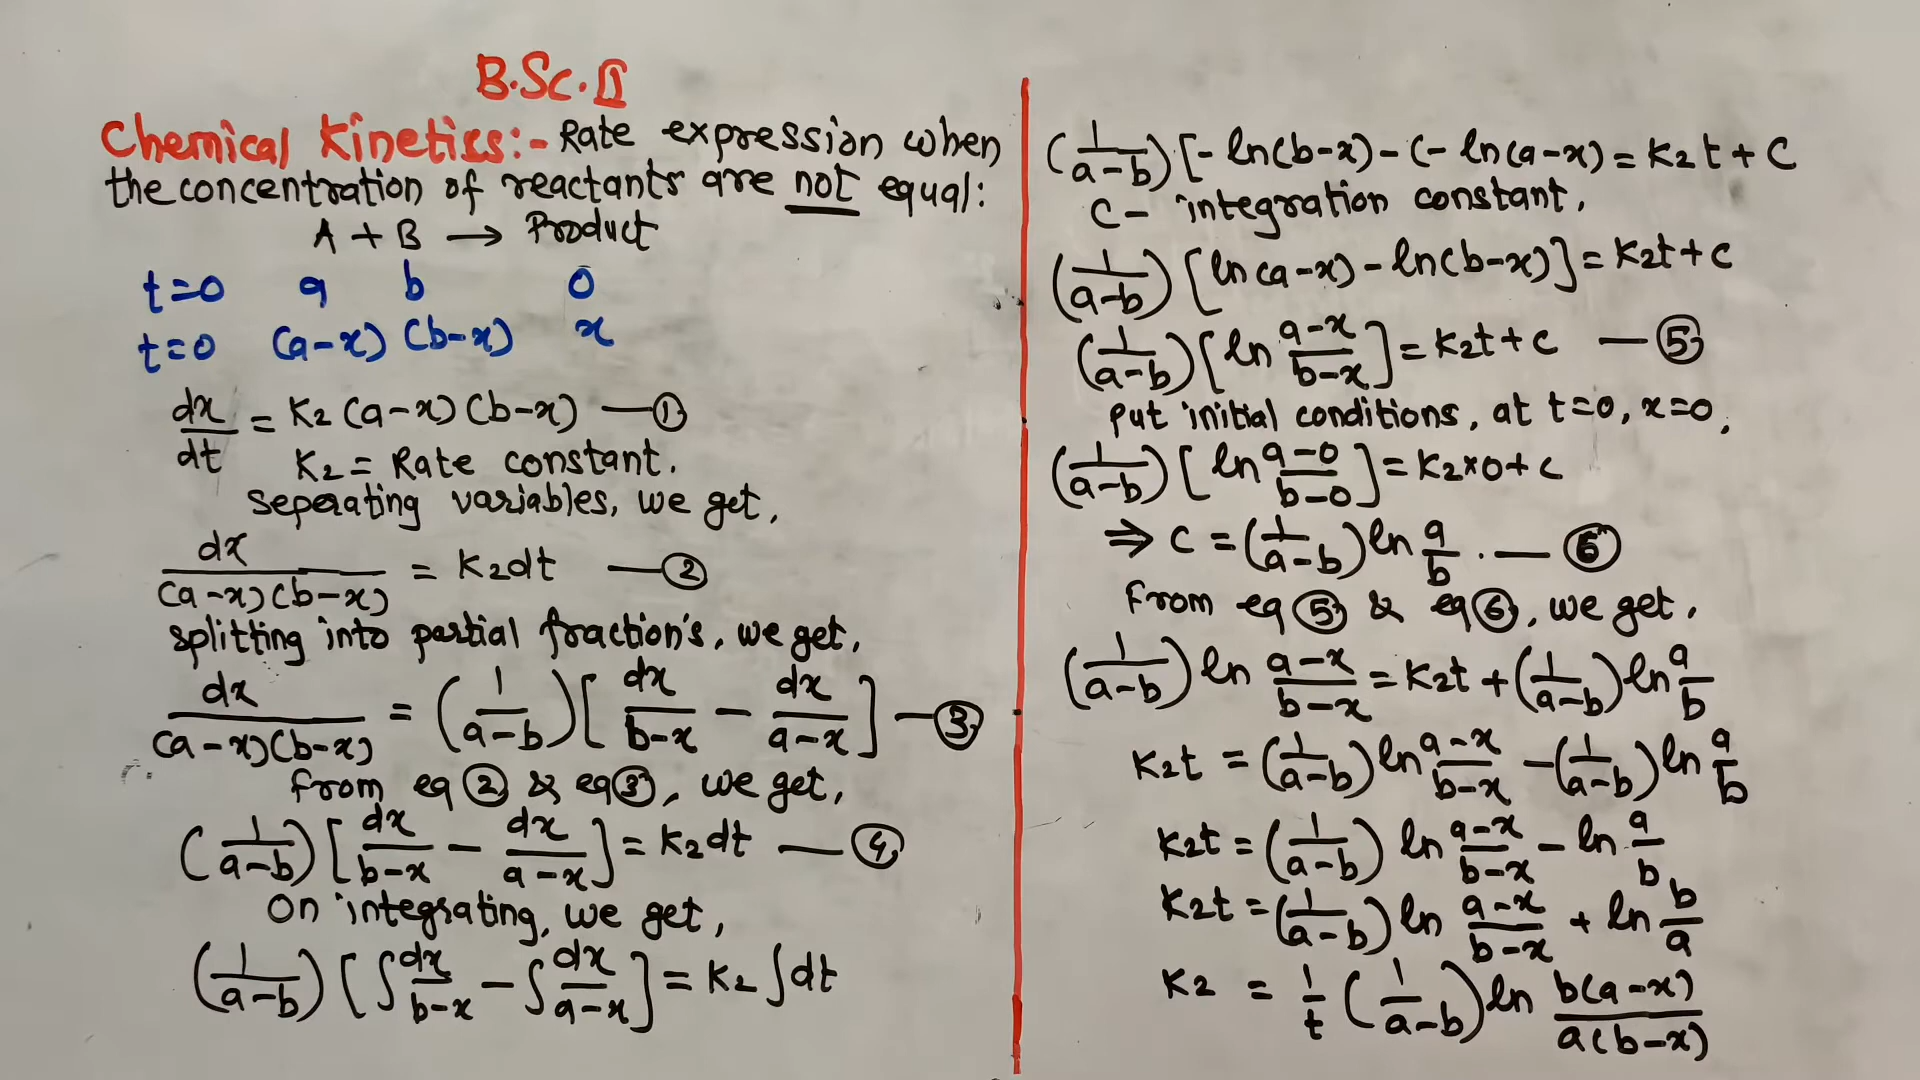 B.Sc.II
Chemical Kinetics:- Rate expression when
the concentration of reactants are not equal:
A + B → Product
t=0 a b 0
t=0 (a-x) (b-x) x
dx/dt = K₂ (a-x) (b-x) —①
K₂ = Rate constant.
Seperating variables, we get,
dx/(a-x)(b-x) = K₂dt —②
splitting into partial fraction's, we get,
dx/(a-x)(b-x) = (1/a-b) [dx/b-x - dx/a-x] —③
from eq ② & eq③, we get,
(1/a-b) [dx/b-x - dx/a-x] = K₂dt —④
On integrating, we get,
(1/a-b) [∫dx/b-x - ∫dx/a-x] = K₂ ∫dt
(1/a-b) [- ln(b-x) - (- ln(a-x) = K₂t + C
C - integration constant.
(1/a-b) [ln(a-x) - ln(b-x)] = K₂t + C
(1/a-b) [ln a-x/b-x] = K₂t + C —⑤
put initial conditions, at t=0, x=0,
(1/a-b) [ln a-0/b-0] = K₂×0 + C
⇒ C = (1/a-b) ln a/b . —⑥
From eq ⑤ & eq⑥, we get,
(1/a-b) ln a-x/b-x = K₂t + (1/a-b) ln a/b
K₂t = (1/a-b) ln a-x/b-x - (1/a-b) ln a/b
K₂t = (1/a-b) ln a-x/b-x - ln a/b
K₂t = (1/a-b) ln a-x/b-x + ln b/a
K₂ = 1/t (1/a-b) ln b(a-x)/a(b-x)